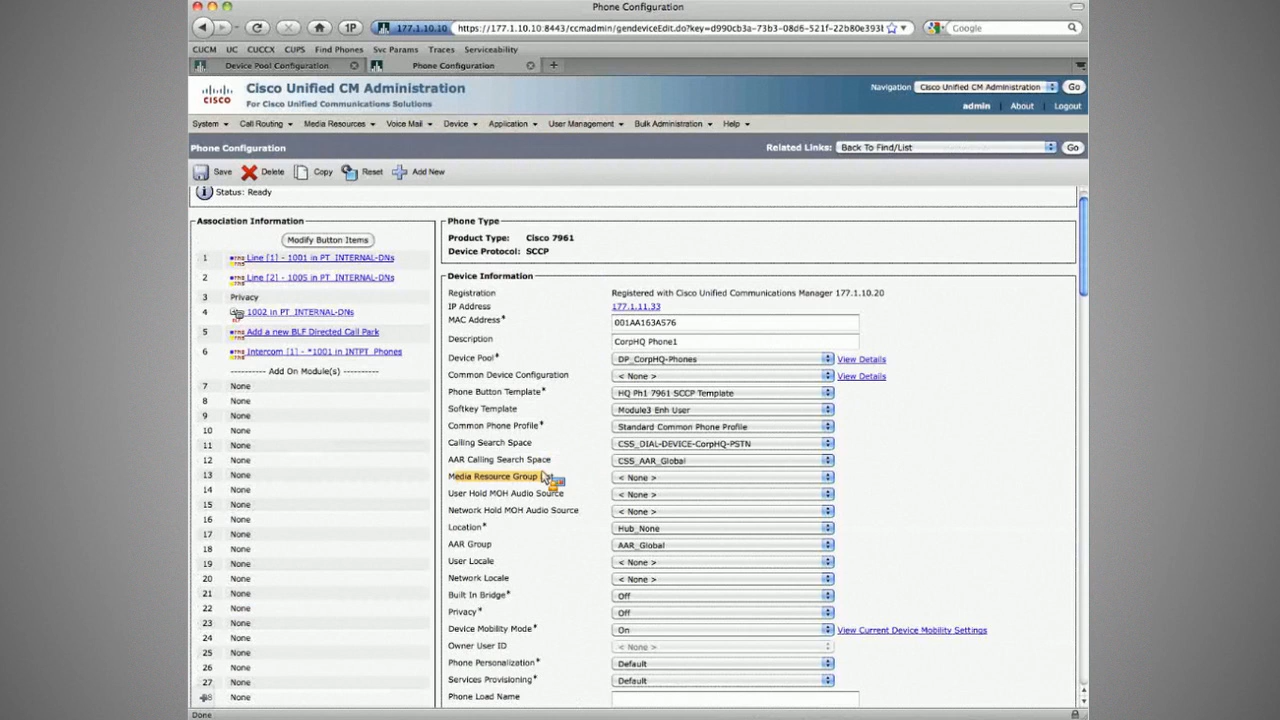 Phone Configuration
1P
177.1.10.10
https://177.1.10.10:8443/ccmadmin/gendeviceEdit.do?key=d990cb3a-73b3-08d6-521f-22b80e9393
Google
CUCM UC CUCCX CUPS Find Phones Svc Params Traces Serviceability
Device Pool Configuration
Phone Configuration
cisco
Cisco Unified CM Administration
For Cisco Unified Communications Solutions
Navigation Cisco Unified CM Administration Go
admin About Logout
System Call Routing Media Resources Voice Mail Device Application User Management Bulk Administration Help
Phone Configuration
Related Links: Back To Find/List Go
Save Delete Copy Reset Add New
Status: Ready
Association Information
Modify Button Items
1 Line [1] - 1001 in PT_INTERNAL-DNs
2 Line [2] - 1005 in PT_INTERNAL-DNs
3 Privacy
4 1002 in PT_INTERNAL-DNs
5 Add a new BLF Directed Call Park
6 Intercom [1] - *1001 in INTPT_Phones
---------- Add On Module(s) ----------
7 None
8 None
9 None
10 None
11 None
12 None
13 None
14 None
15 None
16 None
17 None
18 None
19 None
20 None
21 None
22 None
23 None
24 None
25 None
26 None
27 None
None
Phone Type
Product Type: Cisco 7961
Device Protocol: SCCP
Device Information
Registration Registered with Cisco Unified Communications Manager 177.1.10.20
IP Address 177.1.11.33
MAC Address* 001AA163A576
Description CorpHQ Phone1
Device Pool* DP_CorpHQ-Phones View Details
Common Device Configuration < None > View Details
Phone Button Template* HQ Ph1 7961 SCCP Template
Softkey Template Module3 Enh User
Common Phone Profile* Standard Common Phone Profile
Calling Search Space CSS_DIAL-DEVICE-CorpHQ-PSTN
AAR Calling Search Space CSS_AAR_Global
Media Resource Group < None >
User Hold MOH Audio Source < None >
Network Hold MOH Audio Source < None >
Location* Hub_None
AAR Group AAR_Global
User Locale < None >
Network Locale < None >
Built In Bridge* Off
Privacy* Off
Device Mobility Mode* On View Current Device Mobility Settings
Owner User ID < None >
Phone Personalization* Default
Services Provisioning* Default
Phone Load Name
Done